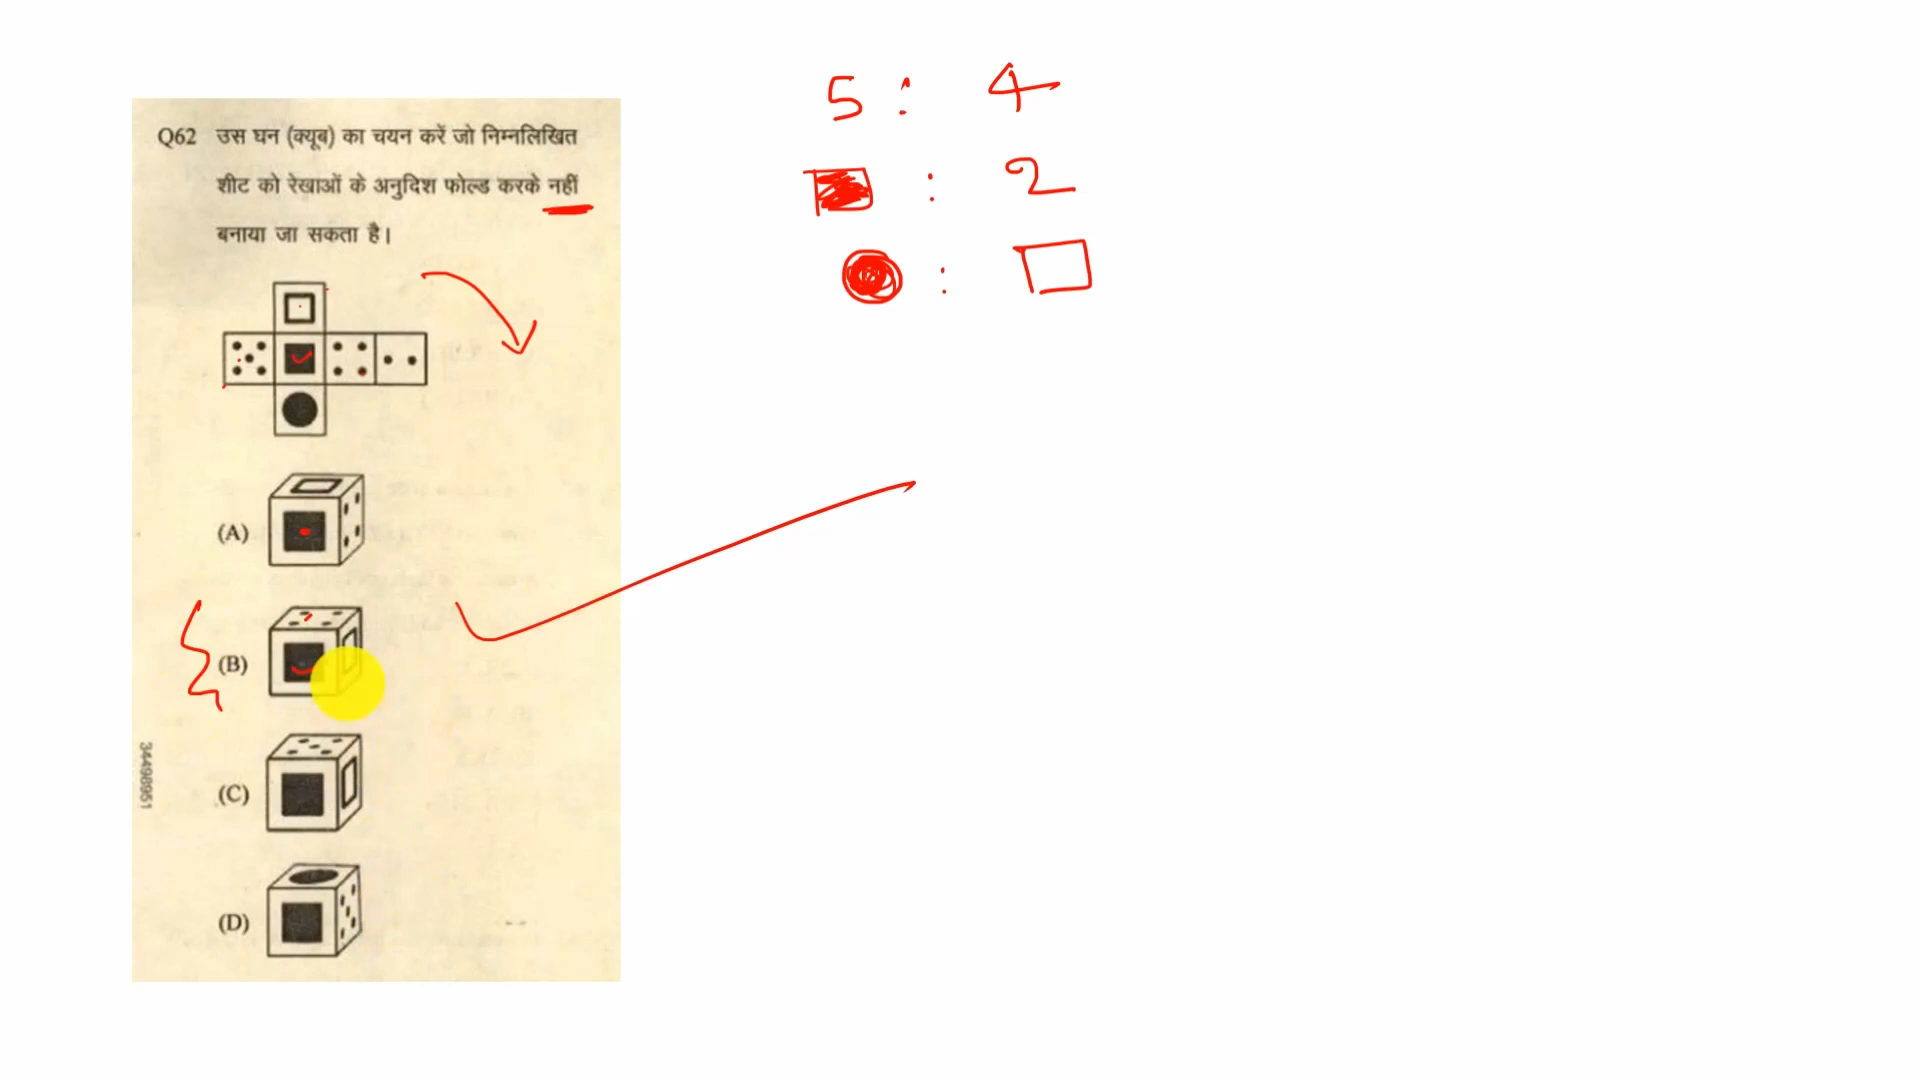 Q62 उस घन (क्यूब) का चयन करें जो निम्नलिखित
शीट को रेखाओं के अनुदिश फोल्ड करके नहीं
बनाया जा सकता है।
(A)
(B)
(C)
(D)
34498951
5 : 4
: 2
: